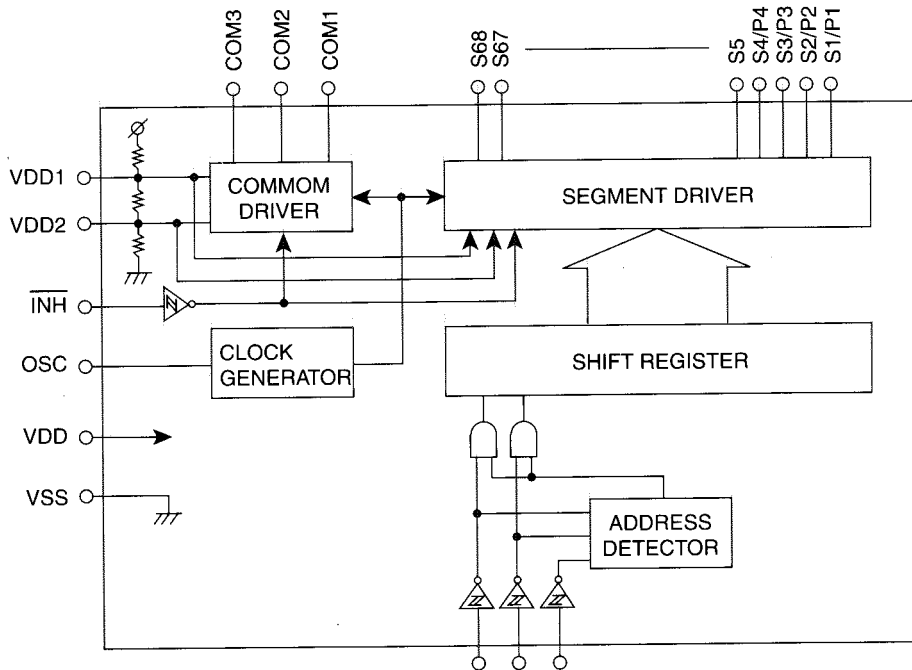 COM3
COM2
COM1
S68
S67
S5
S4/P4
S3/P3
S2/P2
S1/P1
VDD1
VDD2
INH
OSC
VDD
VSS
COMMOM
DRIVER
SEGMENT DRIVER
CLOCK
GENERATOR
SHIFT REGISTER
ADDRESS
DETECTOR